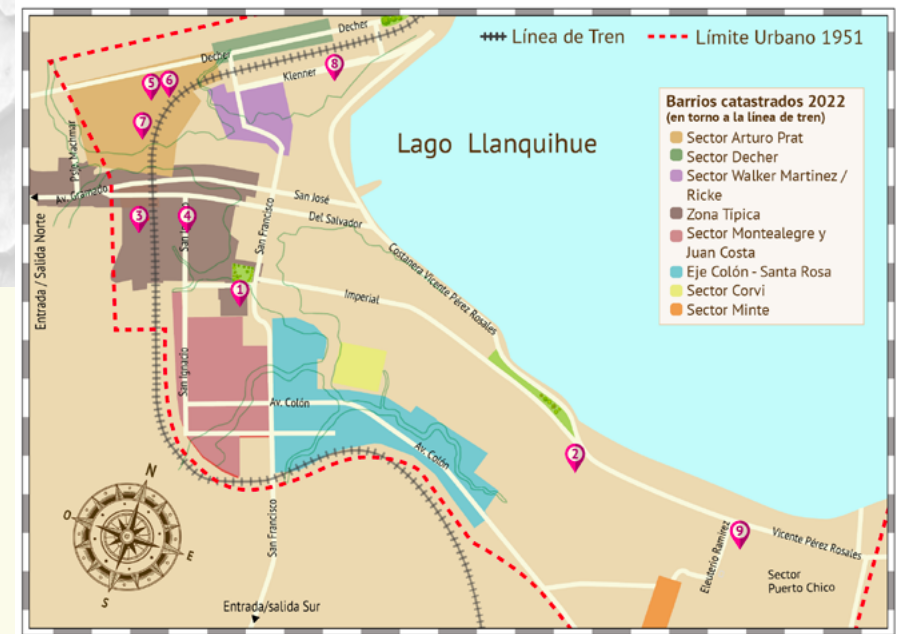 Línea de Tren
Límite Urbano 1951
Decher
Decher
Klenner
8
5
6
7
Psje. Machmar
Lago Llanquihue
Barrios catastrados 2022
(en torno a la línea de tren)
Sector Arturo Prat
Sector Decher
Sector Walker Martinez /
Ricke
Zona Típica
Sector Montealegre y
Juan Costa
Eje Colón - Santa Rosa
Sector Corvi
Sector Minte
Av. Gramado
San José
Del Salvador
San Francisco
3
4
Entrada / Salida Norte
Costanera Vicente Pérez Rosales
1
Imperial
San Ignacio
Av. Colón
Av. Colón
2
N
O
E
S
San Francisco
9
Eleuterio Ramírez
Vicente Pérez Rosales
Sector
Puerto Chico
Entrada/salida Sur